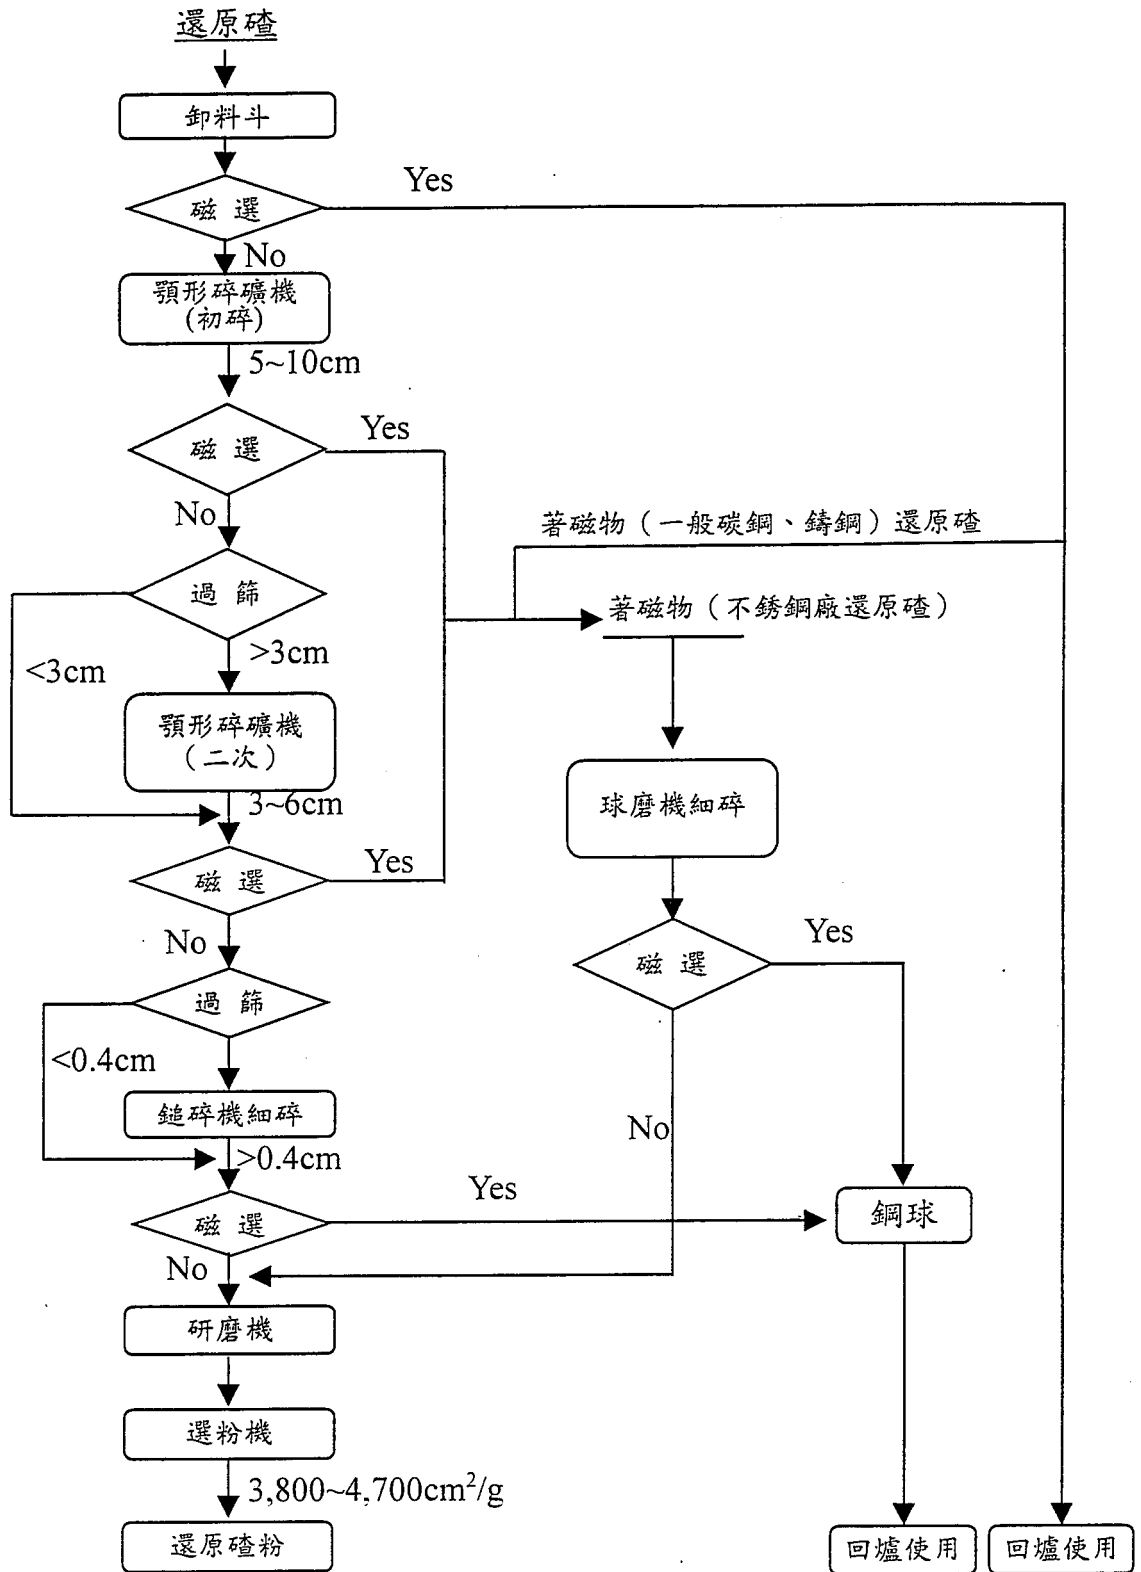 還原碴
卸料斗
磁選
Yes
No
顎形碎礦機
(初碎)
5~10cm
磁選
Yes
No
著磁物（一般碳鋼、鑄鋼）還原碴
過篩
著磁物（不銹鋼廠還原碴）
<3cm
>3cm
顎形碎礦機
（二次）
3~6cm
球磨機細碎
磁選
Yes
No
磁選
Yes
過篩
<0.4cm
鎚碎機細碎
No
>0.4cm
磁選
Yes
鋼球
No
研磨機
選粉機
3,800~4,700cm²/g
還原碴粉
回爐使用
回爐使用